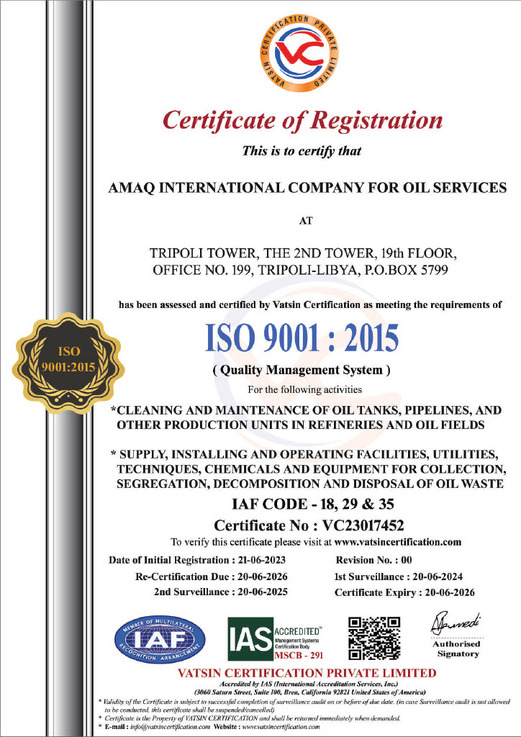 VATSIN CERTIFICATION PRIVATE LIMITED
VC
Certificate of Registration
This is to certify that
AMAQ INTERNATIONAL COMPANY FOR OIL SERVICES
AT
TRIPOLI TOWER, THE 2ND TOWER, 19th FLOOR,
OFFICE NO. 199, TRIPOLI-LIBYA, P.O.BOX 5799
has been assessed and certified by Vatsin Certification as meeting the requirements of
ISO 9001 : 2015
( Quality Management System )
ISO
9001:2015
For the following activities
*CLEANING AND MAINTENANCE OF OIL TANKS, PIPELINES, AND
OTHER PRODUCTION UNITS IN REFINERIES AND OIL FIELDS
* SUPPLY, INSTALLING AND OPERATING FACILITIES, UTILITIES,
TECHNIQUES, CHEMICALS AND EQUIPMENT FOR COLLECTION,
SEGREGATION, DECOMPOSITION AND DISPOSAL OF OIL WASTE
IAF CODE - 18, 29 & 35
Certificate No : VC23017452
To verify this certificate please visit at www.vatsincertification.com
Date of Initial Registration : 21-06-2023 Revision No. : 00
Re-Certification Due : 20-06-2026 1st Surveillance : 20-06-2024
2nd Surveillance : 20-06-2025 Certificate Expiry : 20-06-2026
MEMBER OF MULTILATERAL
IAF
RECOGNITION ARRANGEMENT
IAS
ACCREDITED
Management Systems
Certification Body
MSCB - 291
Authorised
Signatory
VATSIN CERTIFICATION PRIVATE LIMITED
Accredited by IAS (International Accreditation Services, Inc.)
(3060 Saturn Street, Suite 100, Brea, California 92821 United States of America)
* Validity of the Certificate is subject to successful completion of surveillance audit on or before of due date. (in case Surveillance audit is not allowed
to be conducted, this certificate shall be suspended/cancelled)
* Certificate is the Property of VATSIN CERTIFICATION and shall be returned immediately when demanded.
* E-mail : info@vatsincertification.com Website : www.vatsincertification.com